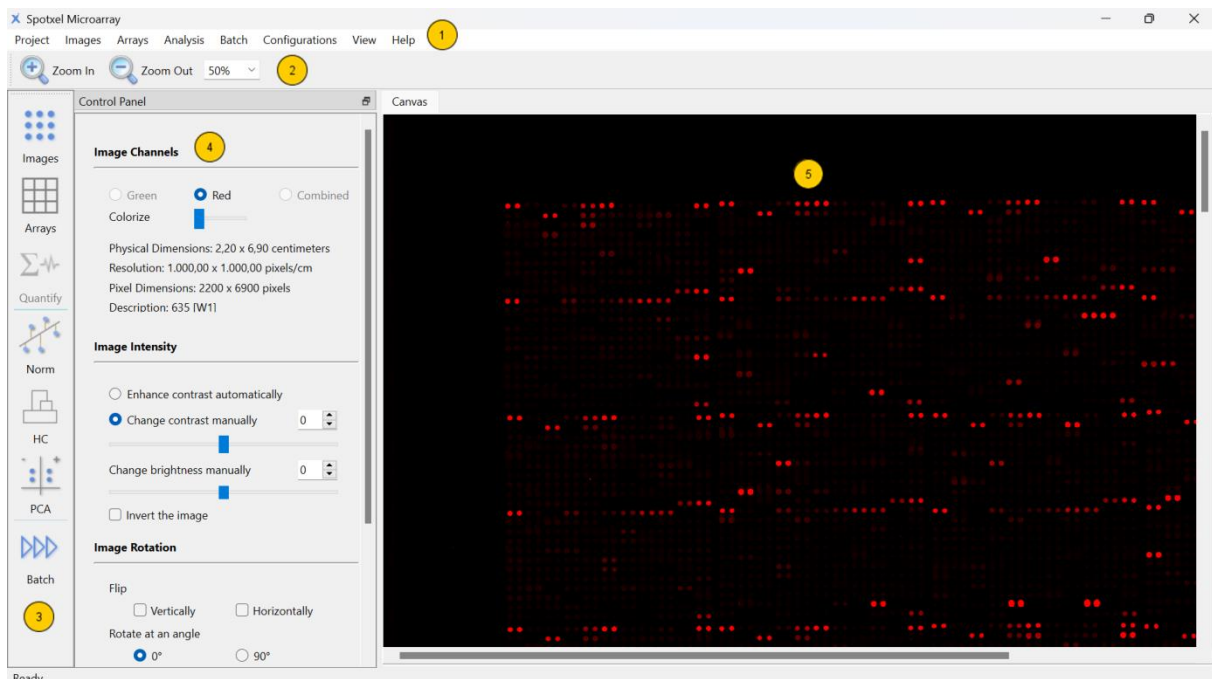 Spotxel Microarray
Project Images Arrays Analysis Batch Configurations View Help 1
Zoom In Zoom Out 50% 2
Control Panel
Canvas
Images
Arrays
Quantify
Norm
HC
PCA
Batch
3
Image Channels 4
Green Red Combined
Colorize
Physical Dimensions: 2,20 x 6,90 centimeters
Resolution: 1.000,00 x 1.000,00 pixels/cm
Pixel Dimensions: 2200 x 6900 pixels
Description: 635 [W1]
Image Intensity
Enhance contrast automatically
Change contrast manually 0
Change brightness manually 0
Invert the image
Image Rotation
Flip
Vertically Horizontally
Rotate at an angle
0° 90°
5
Ready